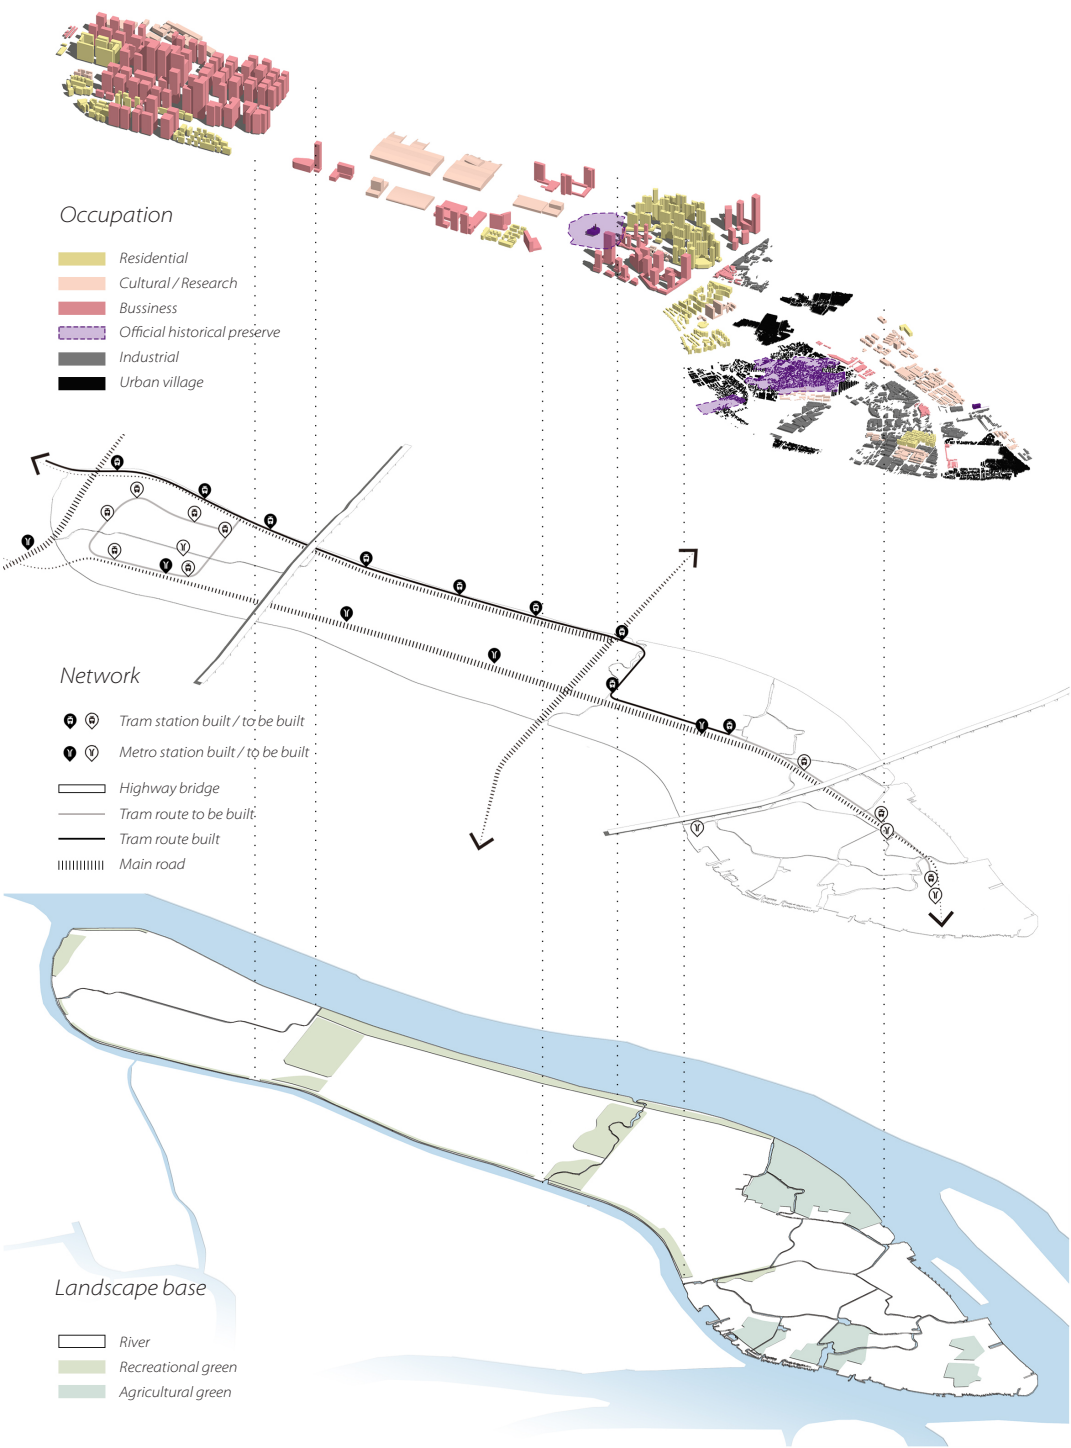 Occupation
Residential
Cultural / Research
Bussiness
Official historical preserve
Industrial
Urban village
Network
Tram station built / to be built
Metro station built / to be built
Highway bridge
Tram route to be built
Tram route built
Main road
Landscape base
River
Recreational green
Agricultural green